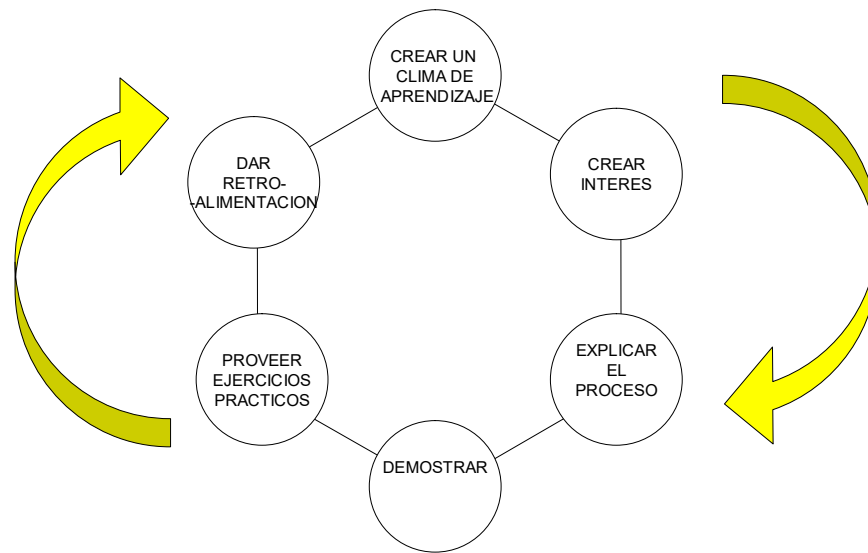 CREAR UN
CLIMA DE
APRENDIZAJE
CREAR
INTERES
EXPLICAR
EL
PROCESO
DEMOSTRAR
PROVEER
EJERCICIOS
PRACTICOS
DAR
RETRO-
-ALIMENTACION